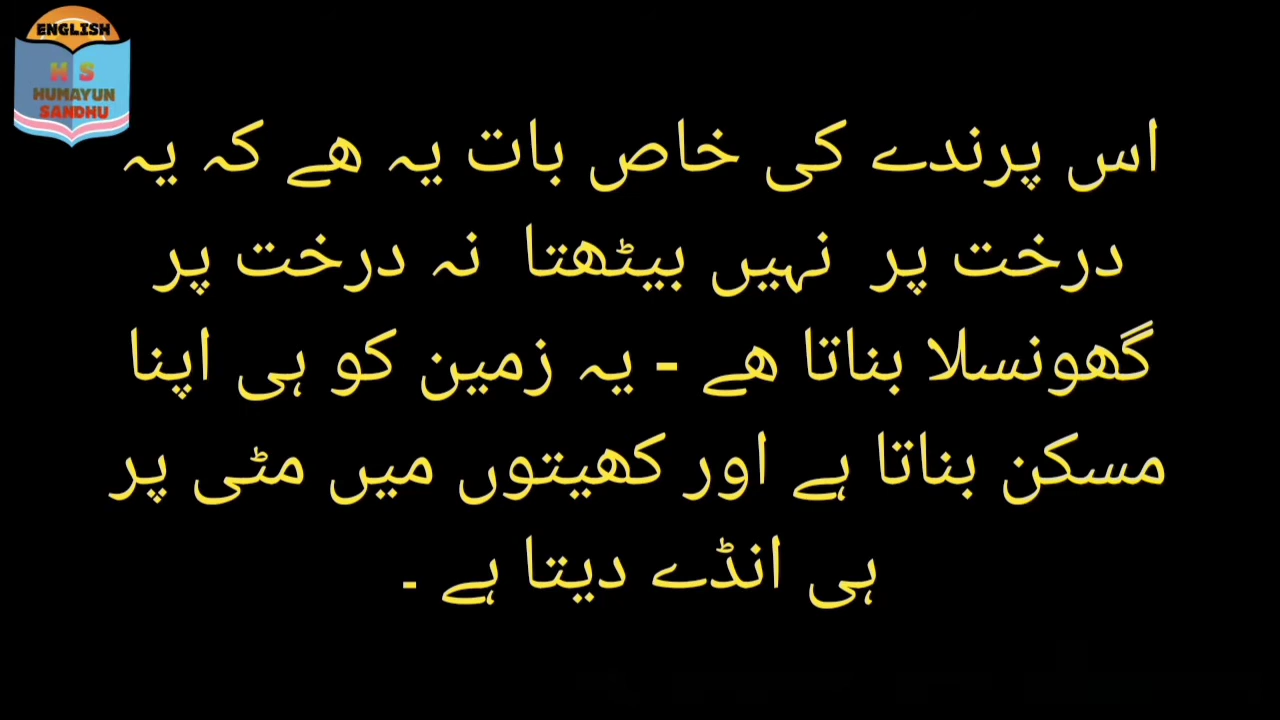 ENGLISH
H S
HUMAYUN
SANDHU
اس پرندے کی خاص بات یہ ھے کہ یہ
درخت پر نہیں بیٹھتا نہ درخت پر
گھونسلا بناتا ھے - یہ زمین کو ہی اپنا
مسکن بناتا ہے اور کھیتوں میں مٹی پر
ہی انڈے دیتا ہے ۔